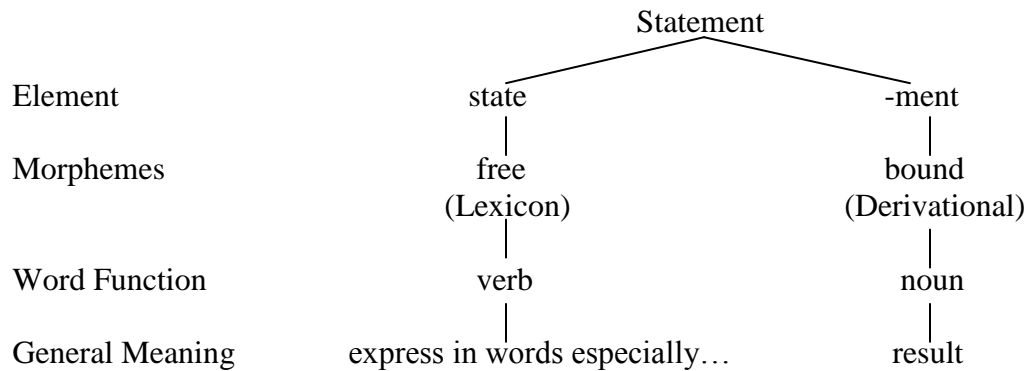 Statement
Element state -ment
Morphemes free bound
(Lexicon) (Derivational)
Word Function verb noun
General Meaning express in words especially… result